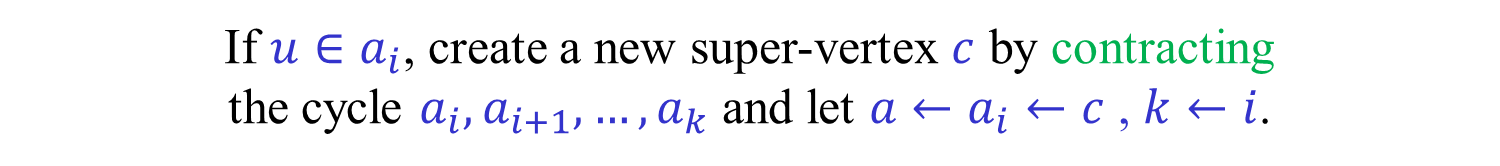 If u ∈ aᵢ, create a new super-vertex c by contracting
the cycle aᵢ, aᵢ₊₁, … , aₖ and let a ← aᵢ ← c , k ← i.